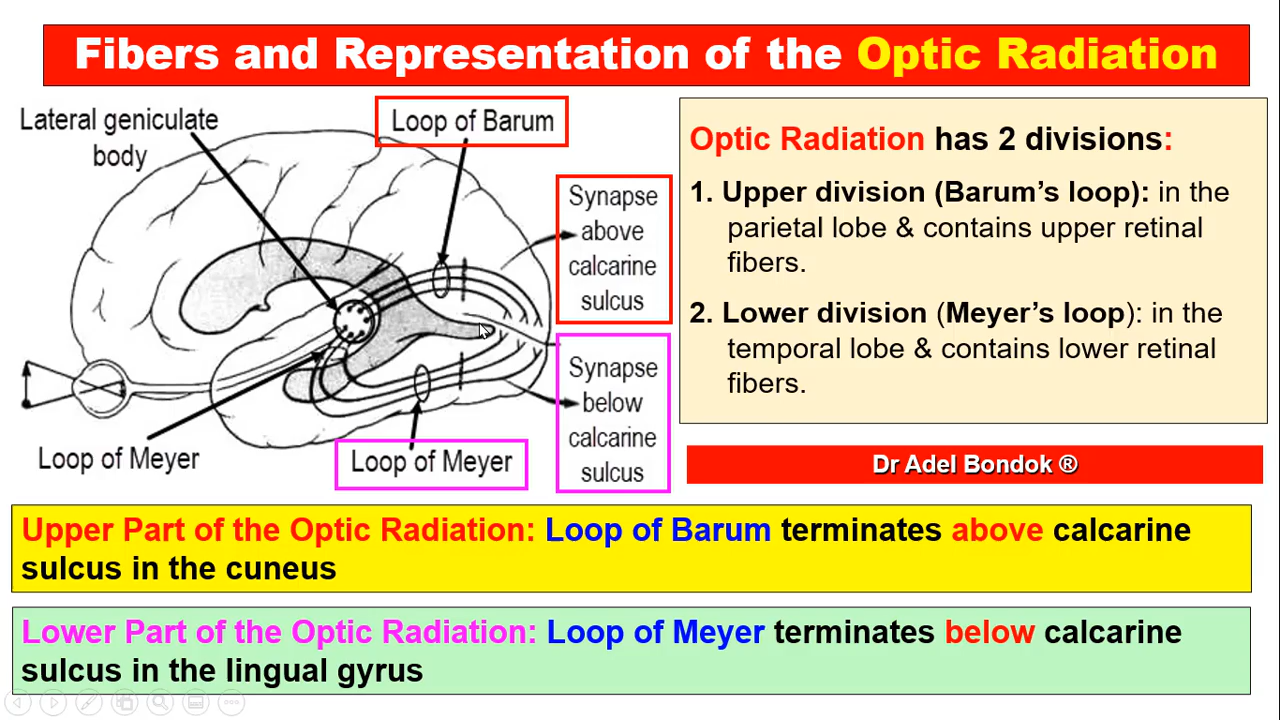 Fibers and Representation of the Optic Radiation
Lateral geniculate
body
Loop of Barum
Synapse
above
calcarine
sulcus
Synapse
below
calcarine
sulcus
Loop of Meyer
Loop of Meyer
Optic Radiation has 2 divisions:
1. Upper division (Barum's loop): in the
parietal lobe & contains upper retinal
fibers.
2. Lower division (Meyer's loop): in the
temporal lobe & contains lower retinal
fibers.
Dr Adel Bondok ®
Upper Part of the Optic Radiation: Loop of Barum terminates above calcarine
sulcus in the cuneus
Lower Part of the Optic Radiation: Loop of Meyer terminates below calcarine
sulcus in the lingual gyrus